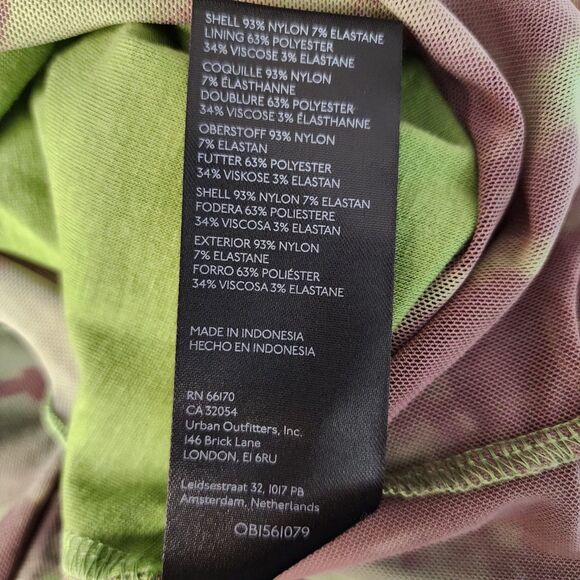 SHELL 93% NYLON 7% ELASTANE
LINING 63% POLYESTER
34% VISCOSE 3% ELASTANE
COQUILLE 93% NYLON
7% ÉLASTHANNE
DOUBLURE 63% POLYESTER
34% VISCOSE 3% ÉLASTHANNE
OBERSTOFF 93% NYLON
7% ELASTAN
FUTTER 63% POLYESTER
34% VISKOSE 3% ELASTAN
SHELL 93% NYLON 7% ELASTAN
FODERA 63% POLIESTERE
34% VISCOSA 3% ELASTAN
EXTERIOR 93% NYLON
7% ELASTANE
FORRO 63% POLIÉSTER
34% VISCOSA 3% ELASTANE
MADE IN INDONESIA
HECHO EN INDONESIA
RN 66170
CA 32054
Urban Outfitters, Inc.
146 Brick Lane
LONDON, E1 6RU
Leidsestraat 32, 1017 PB
Amsterdam, Netherlands
OB1561079